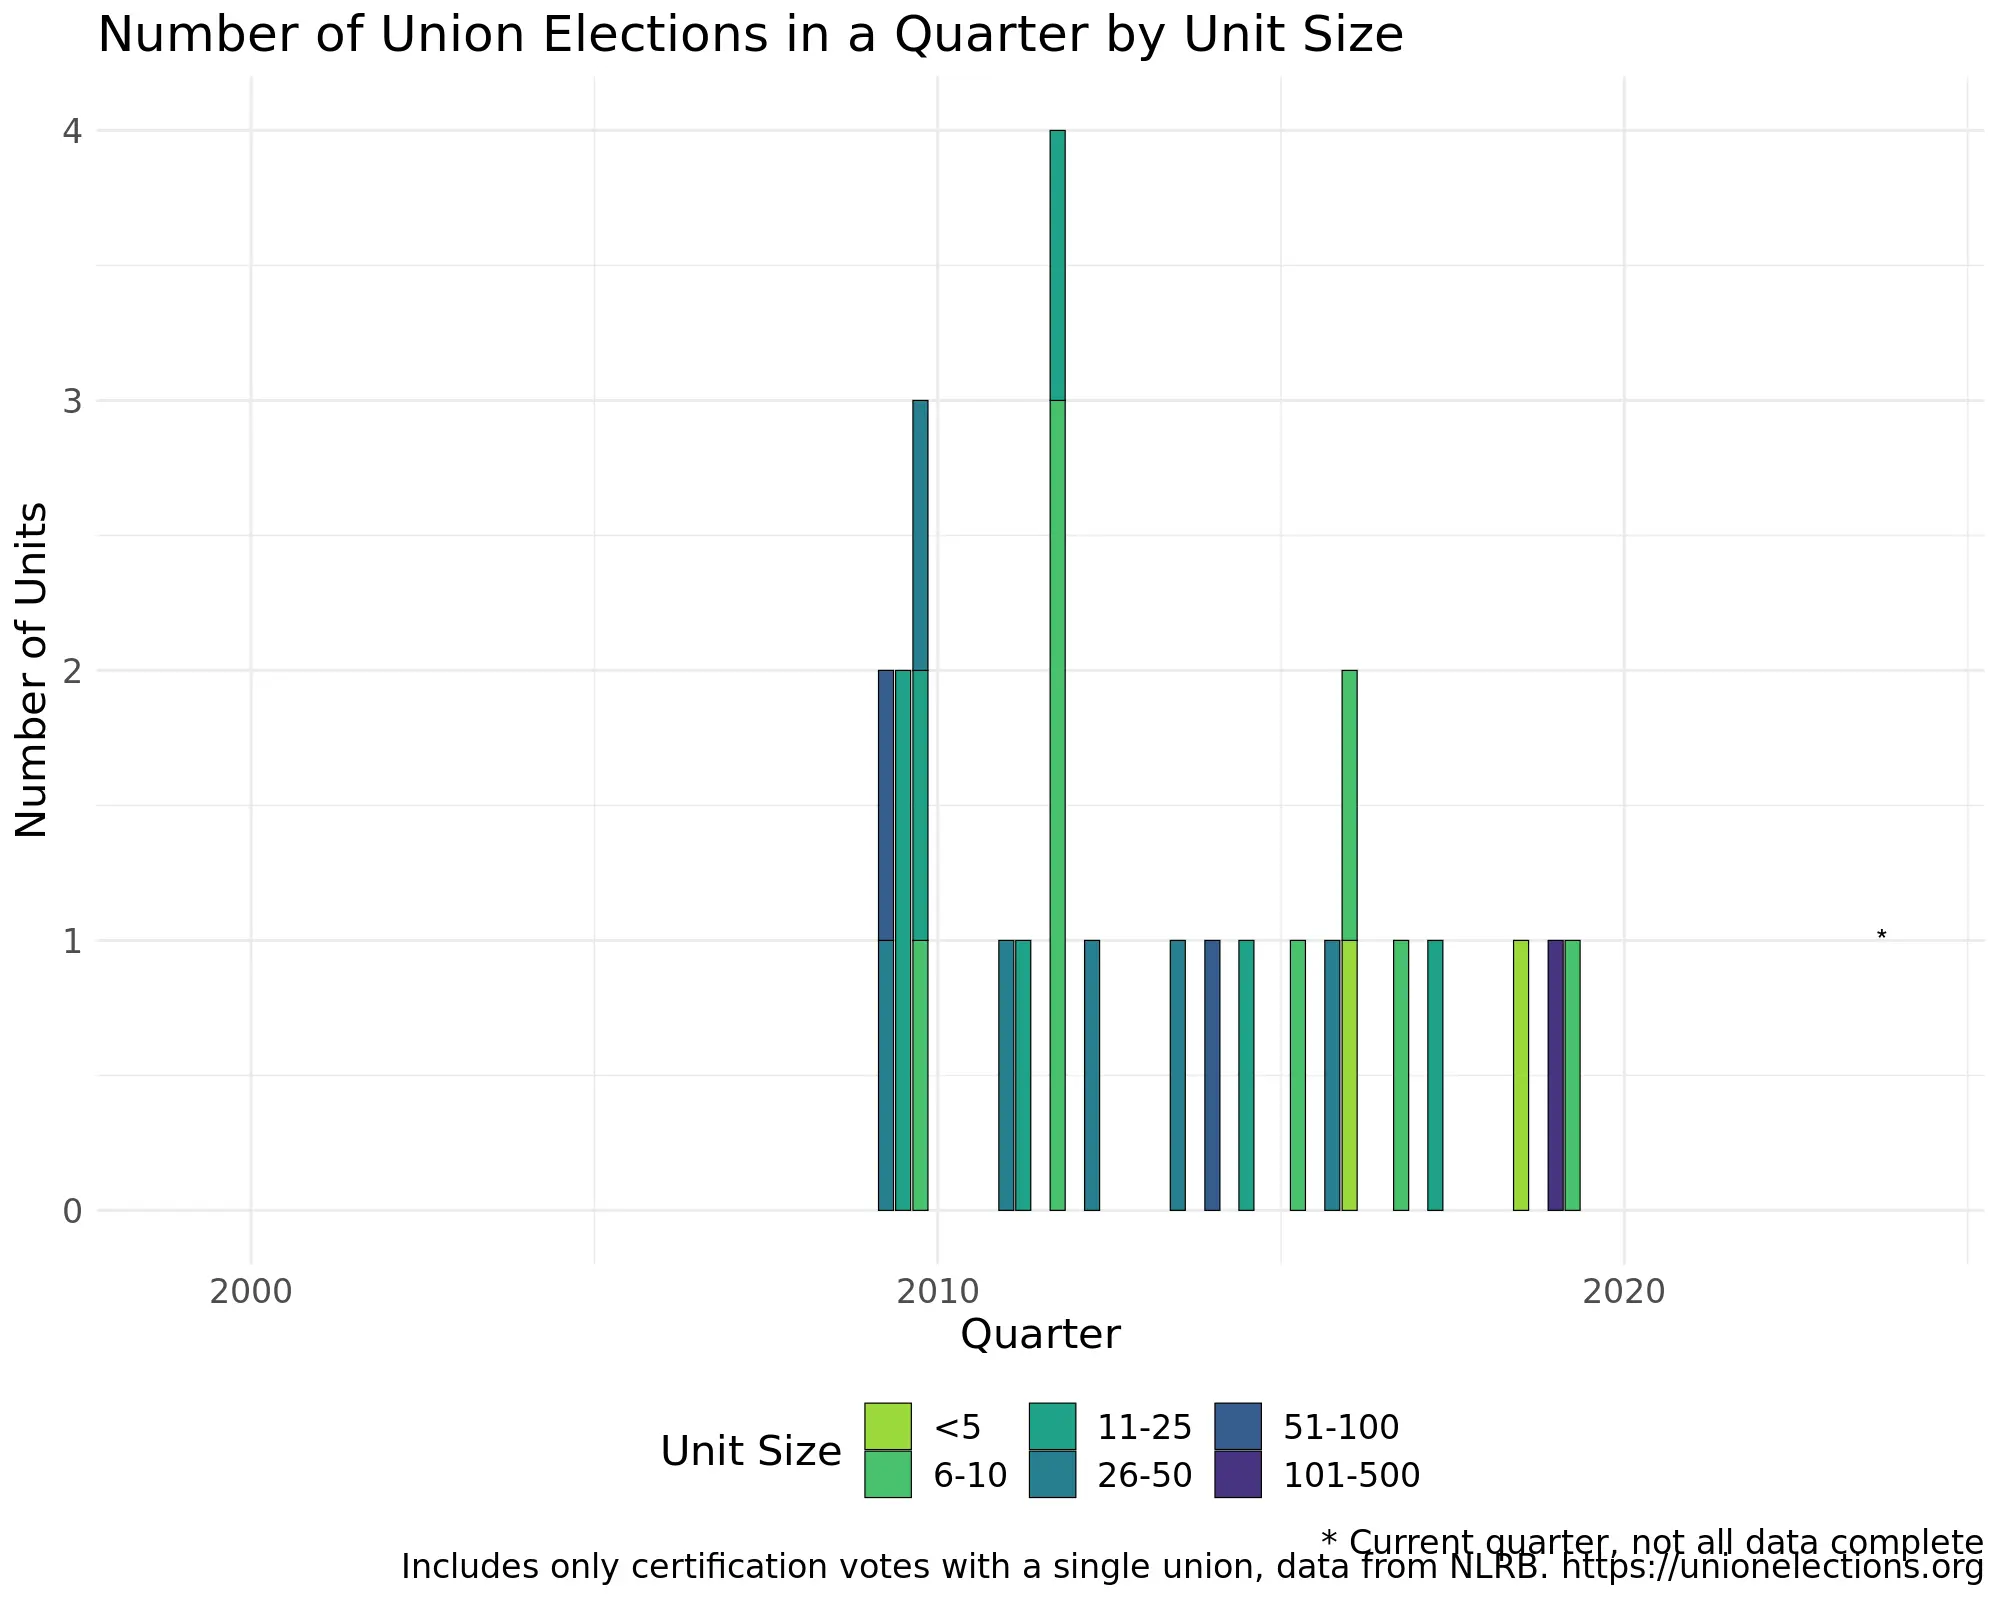 Number of Union Elections in a Quarter by Unit Size
Number of Units
4
3
2
1
0
*
2000 2010 2020
Quarter
Unit Size
<5 11-25 51-100
6-10 26-50 101-500
* Current quarter, not all data complete
Includes only certification votes with a single union, data from NLRB. https://unionelections.org